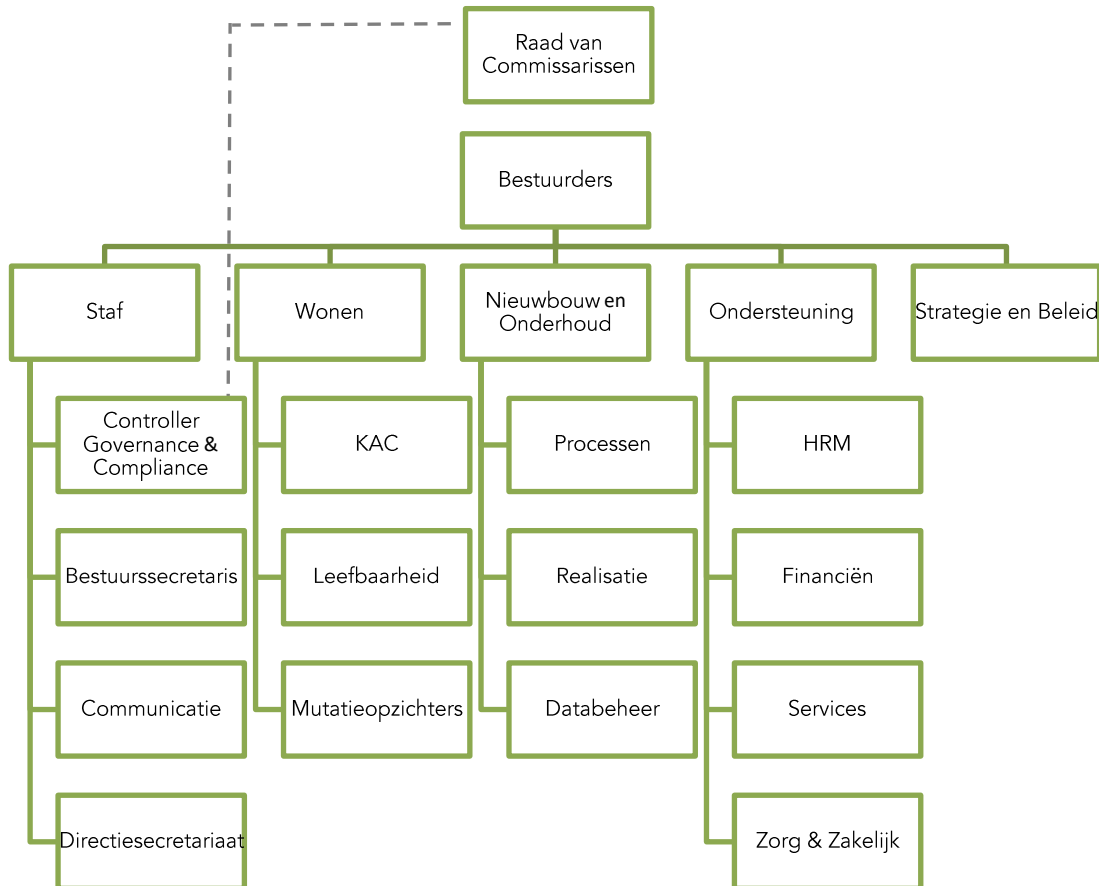 Raad van
Commissarissen
Bestuurders
Staf
Wonen
Nieuwbouw en
Onderhoud
Ondersteuning
Strategie en Beleid
Controller
Governance &
Compliance
KAC
Processen
HRM
Bestuurssecretaris
Leefbaarheid
Realisatie
Financiën
Communicatie
Mutatieopzichters
Databeheer
Services
Directiesecretariaat
Zorg & Zakelijk